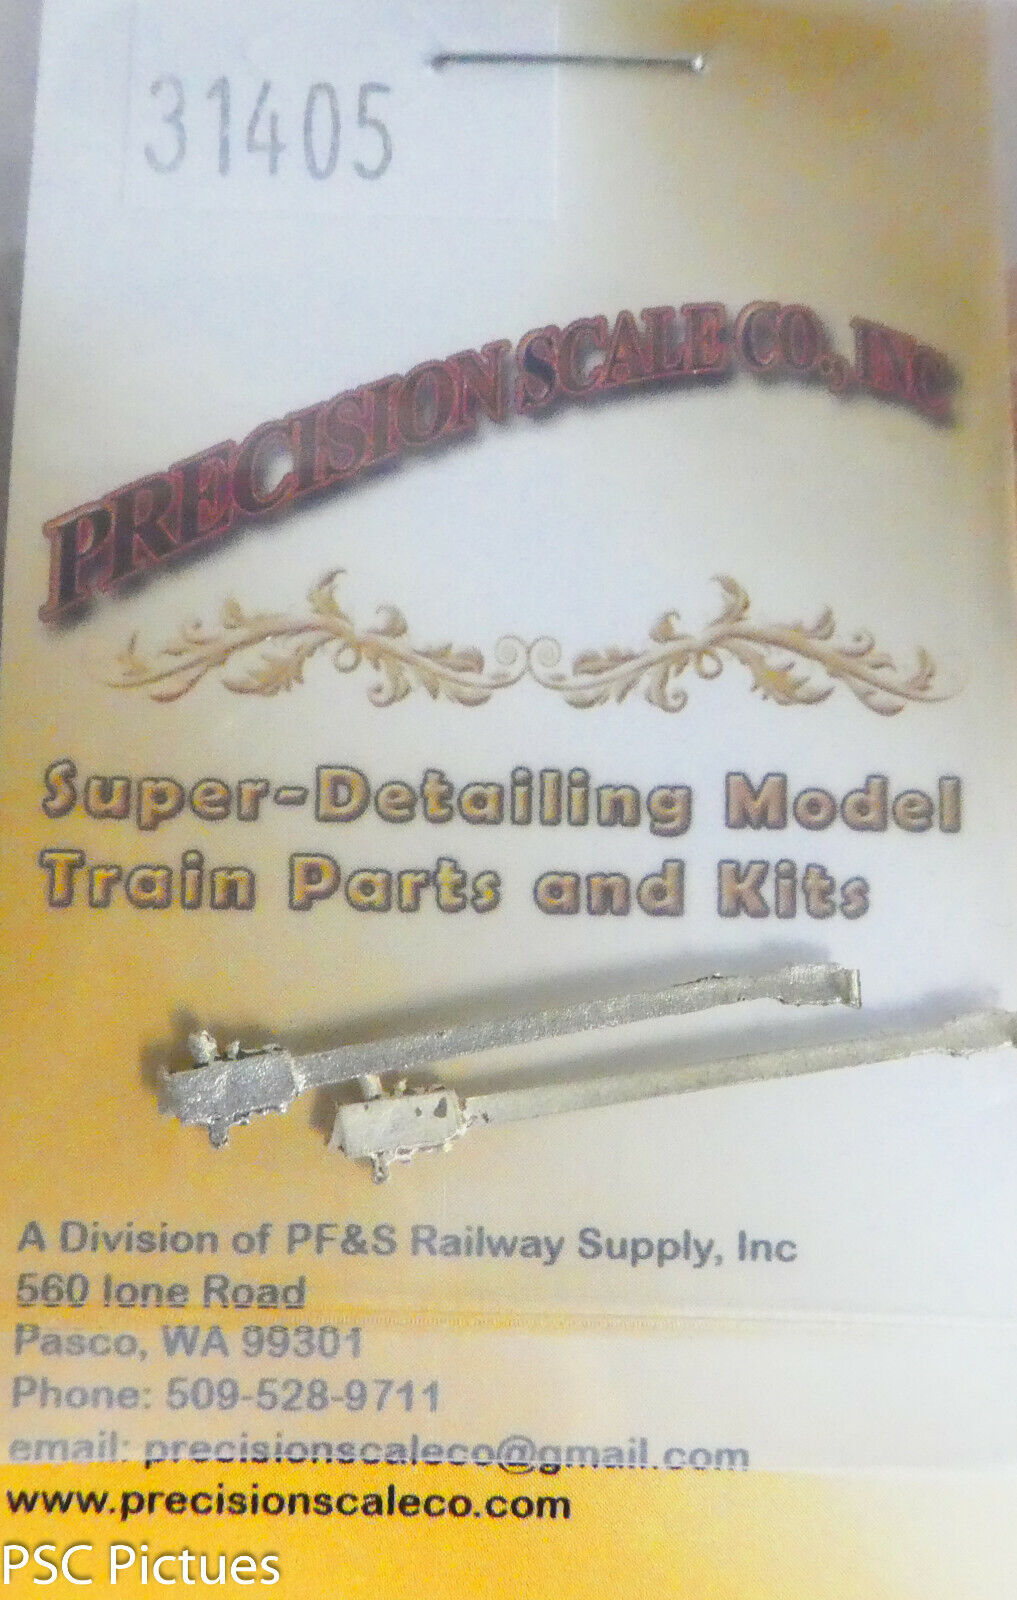 31405
PRECISION SCALE CO., INC
Super-Detailing Model
Train Parts and Kits
A Division of PF&S Railway Supply, Inc
560 Ione Road
Pasco, WA 99301
Phone: 509-528-9711
email: precisionscaleco@gmail.com
www.precisionscaleco.com
PSC Pictues